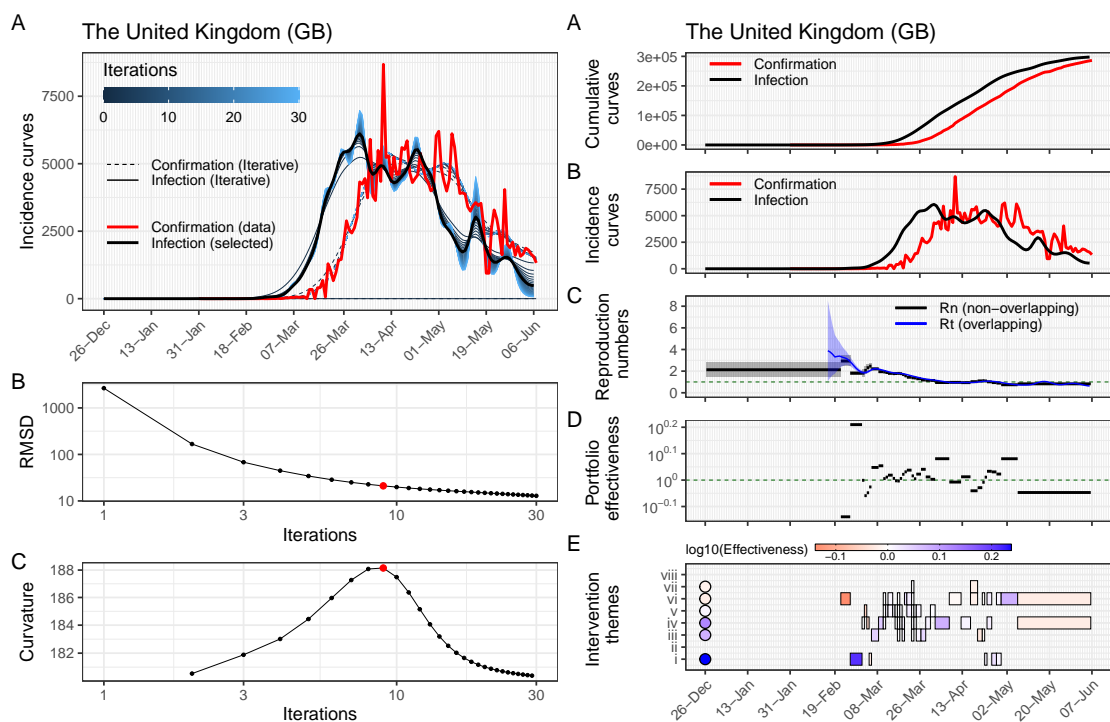 A
The United Kingdom (GB)
Iterations
0 10 20 30
Confirmation (Iterative)
Infection (Iterative)
Confirmation (data)
Infection (selected)
Incidence curves
7500
5000
2500
0
26−Dec 13−Jan 31−Jan 18−Feb 07−Mar 26−Mar 13−Apr 01−May 19−May 06−Jun
B
RMSD
1000
100
10
1 3 10 30
Iterations
C
Curvature
188
186
184
182
1 3 10 30
Iterations
A
The United Kingdom (GB)
Cumulative
curves
3e+05
2e+05
1e+05
0e+00
Confirmation
Infection
B
Incidence
curves
7500
5000
2500
0
Confirmation
Infection
C
Reproduction
numbers
8
6
4
2
0
Rn (non−overlapping)
Rt (overlapping)
D
Portfolio
effectiveness
10^0.2
10^0.1
10^0
10^−0.1
E
log10(Effectiveness)
−0.1 0.0 0.1 0.2
Intervention
themes
viii
vii
vi
v
iv
iii
ii
i
26−Dec 13−Jan 31−Jan 19−Feb 08−Mar 26−Mar 13−Apr 02−May 20−May 07−Jun